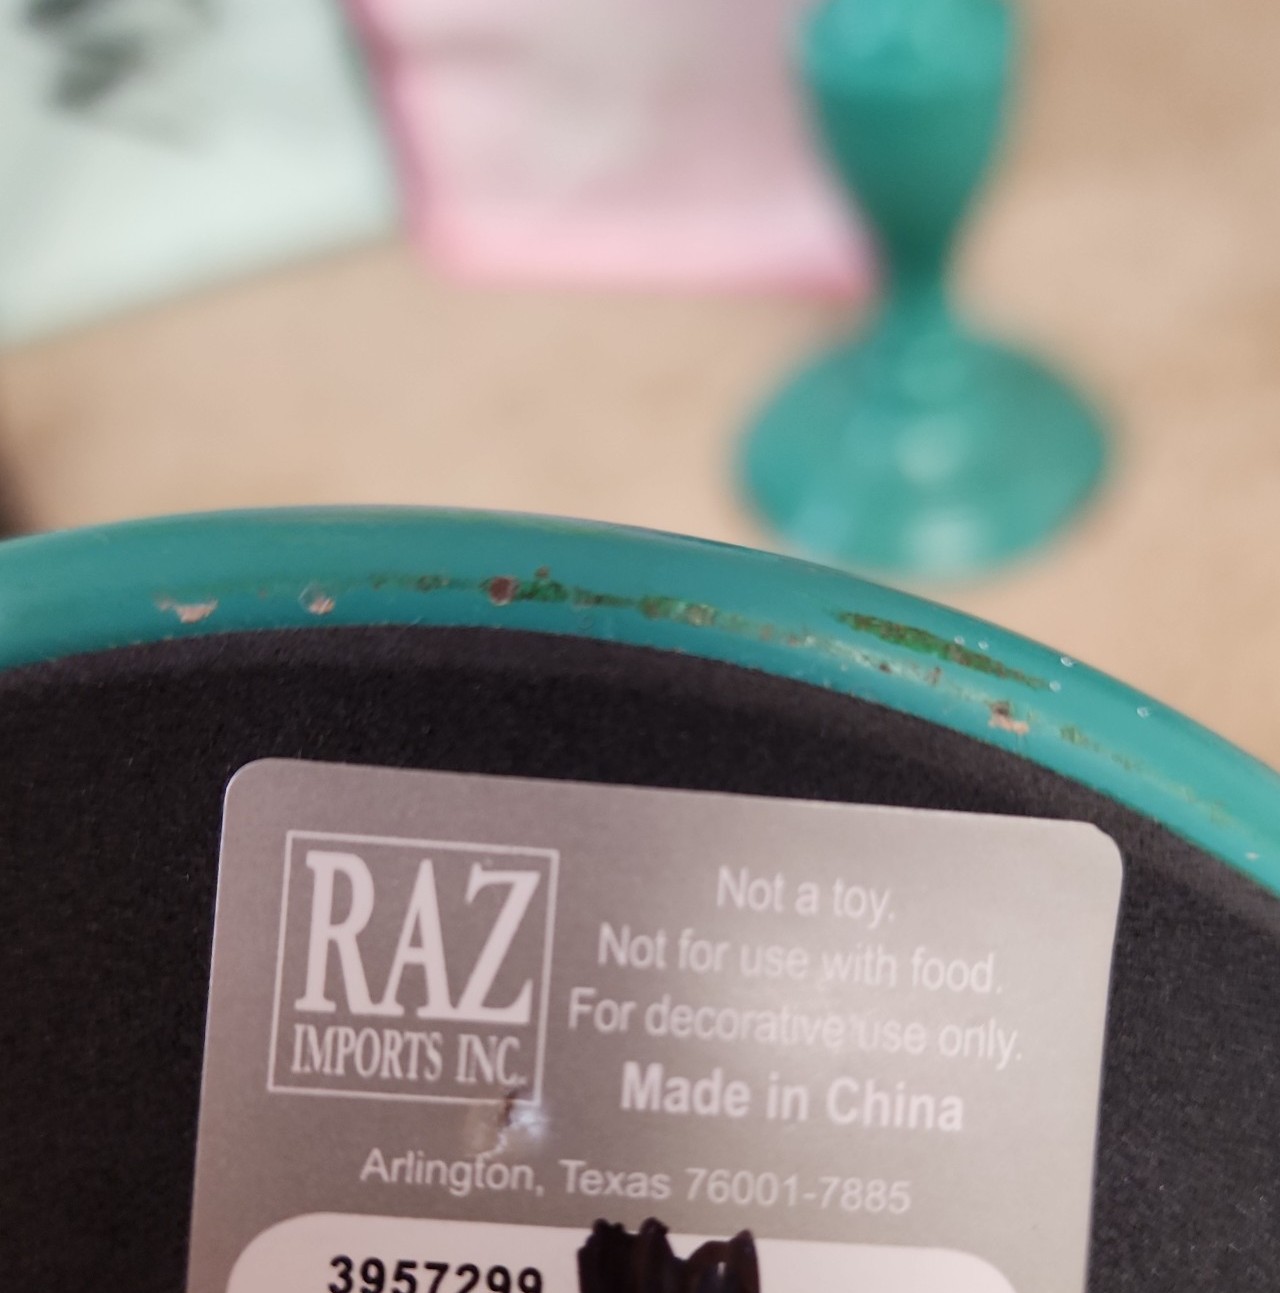 RAZ
IMPORTS INC.
Not a toy.
Not for use with food.
For decorative use only.
Made in China
Arlington, Texas 76001-7885
3957299